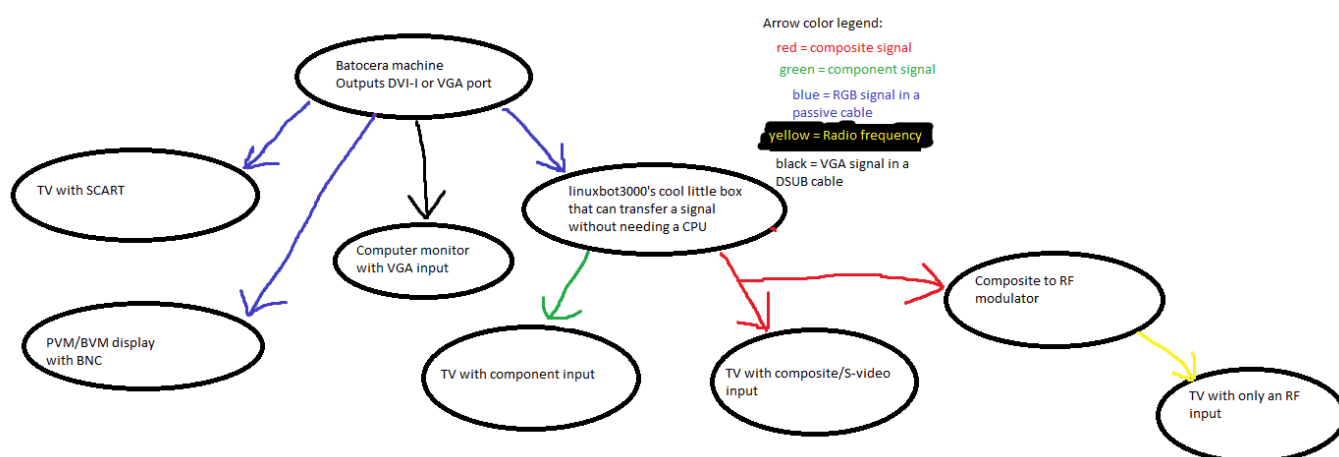 Arrow color legend:
red = composite signal
green = component signal
blue = RGB signal in a
passive cable
yellow = Radio frequency
black = VGA signal in a
DSUB cable
Batocera machine
Outputs DVI-I or VGA port
TV with SCART
linuxbot3000's cool little box
that can transfer a signal
without needing a CPU
Computer monitor
with VGA input
Composite to RF
modulator
PVM/BVM display
with BNC
TV with component input
TV with composite/S-video
input
TV with only an RF
input